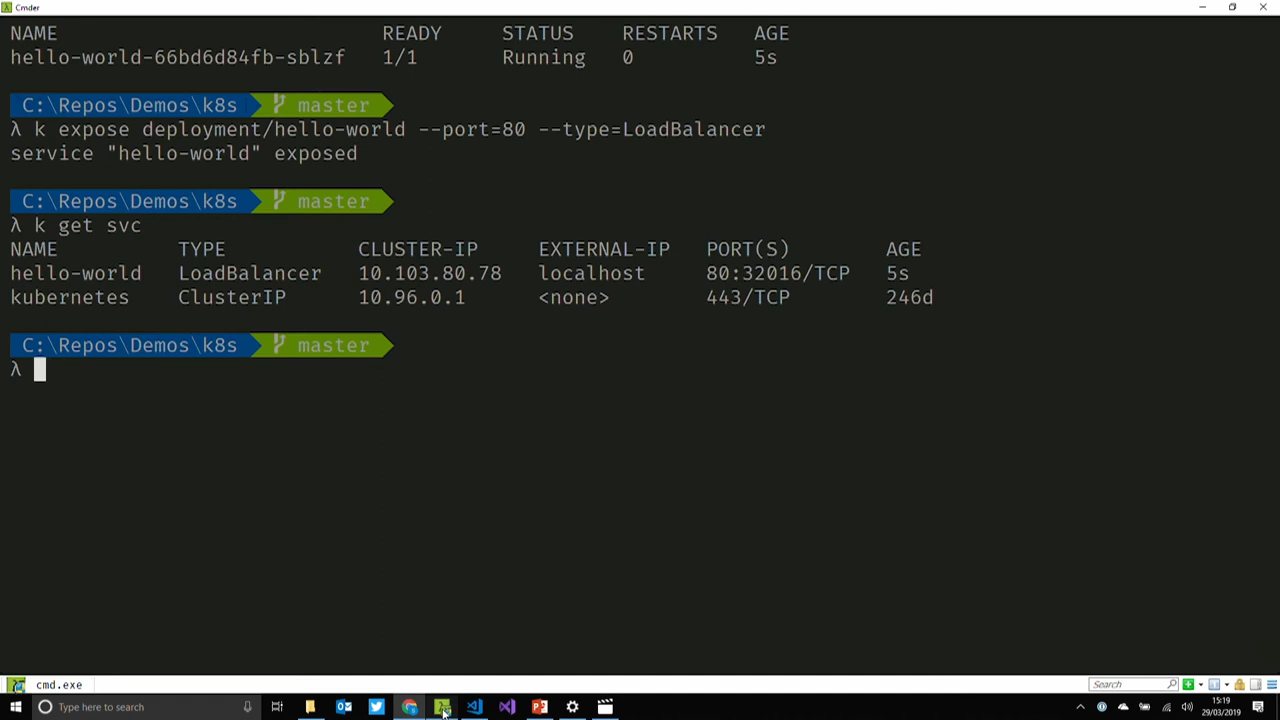 Cmder
NAME READY STATUS RESTARTS AGE
hello-world-66bd6d84fb-sblzf 1/1 Running 0 5s
C:\Repos\Demos\k8s master
λ k expose deployment/hello-world --port=80 --type=LoadBalancer
service "hello-world" exposed
C:\Repos\Demos\k8s master
λ k get svc
NAME TYPE CLUSTER-IP EXTERNAL-IP PORT(S) AGE
hello-world LoadBalancer 10.103.80.78 localhost 80:32016/TCP 5s
kubernetes ClusterIP 10.96.0.1 <none> 443/TCP 246d
C:\Repos\Demos\k8s master
λ
cmd.exe Search
Type here to search 15:19
29/03/2019